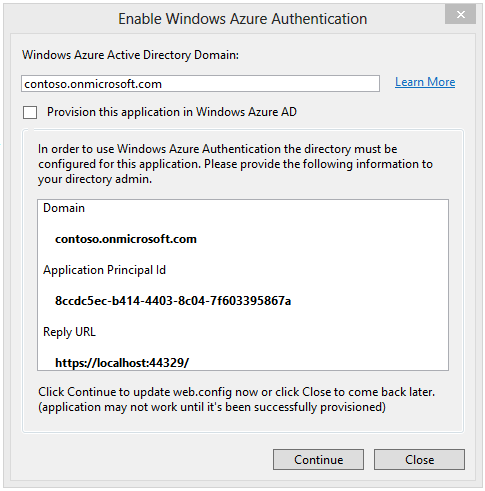 Enable Windows Azure Authentication
Windows Azure Active Directory Domain:
contoso.onmicrosoft.com
Learn More
Provision this application in Windows Azure AD
In order to use Windows Azure Authentication the directory must be
configured for this application. Please provide the following information to
your directory admin.
Domain
contoso.onmicrosoft.com
Application Principal Id
8ccdc5ec-b414-4403-8c04-7f603395867a
Reply URL
https://localhost:44329/
Click Continue to update web.config now or click Close to come back later.
(application may not work until it's been successfully provisioned)
Continue
Close